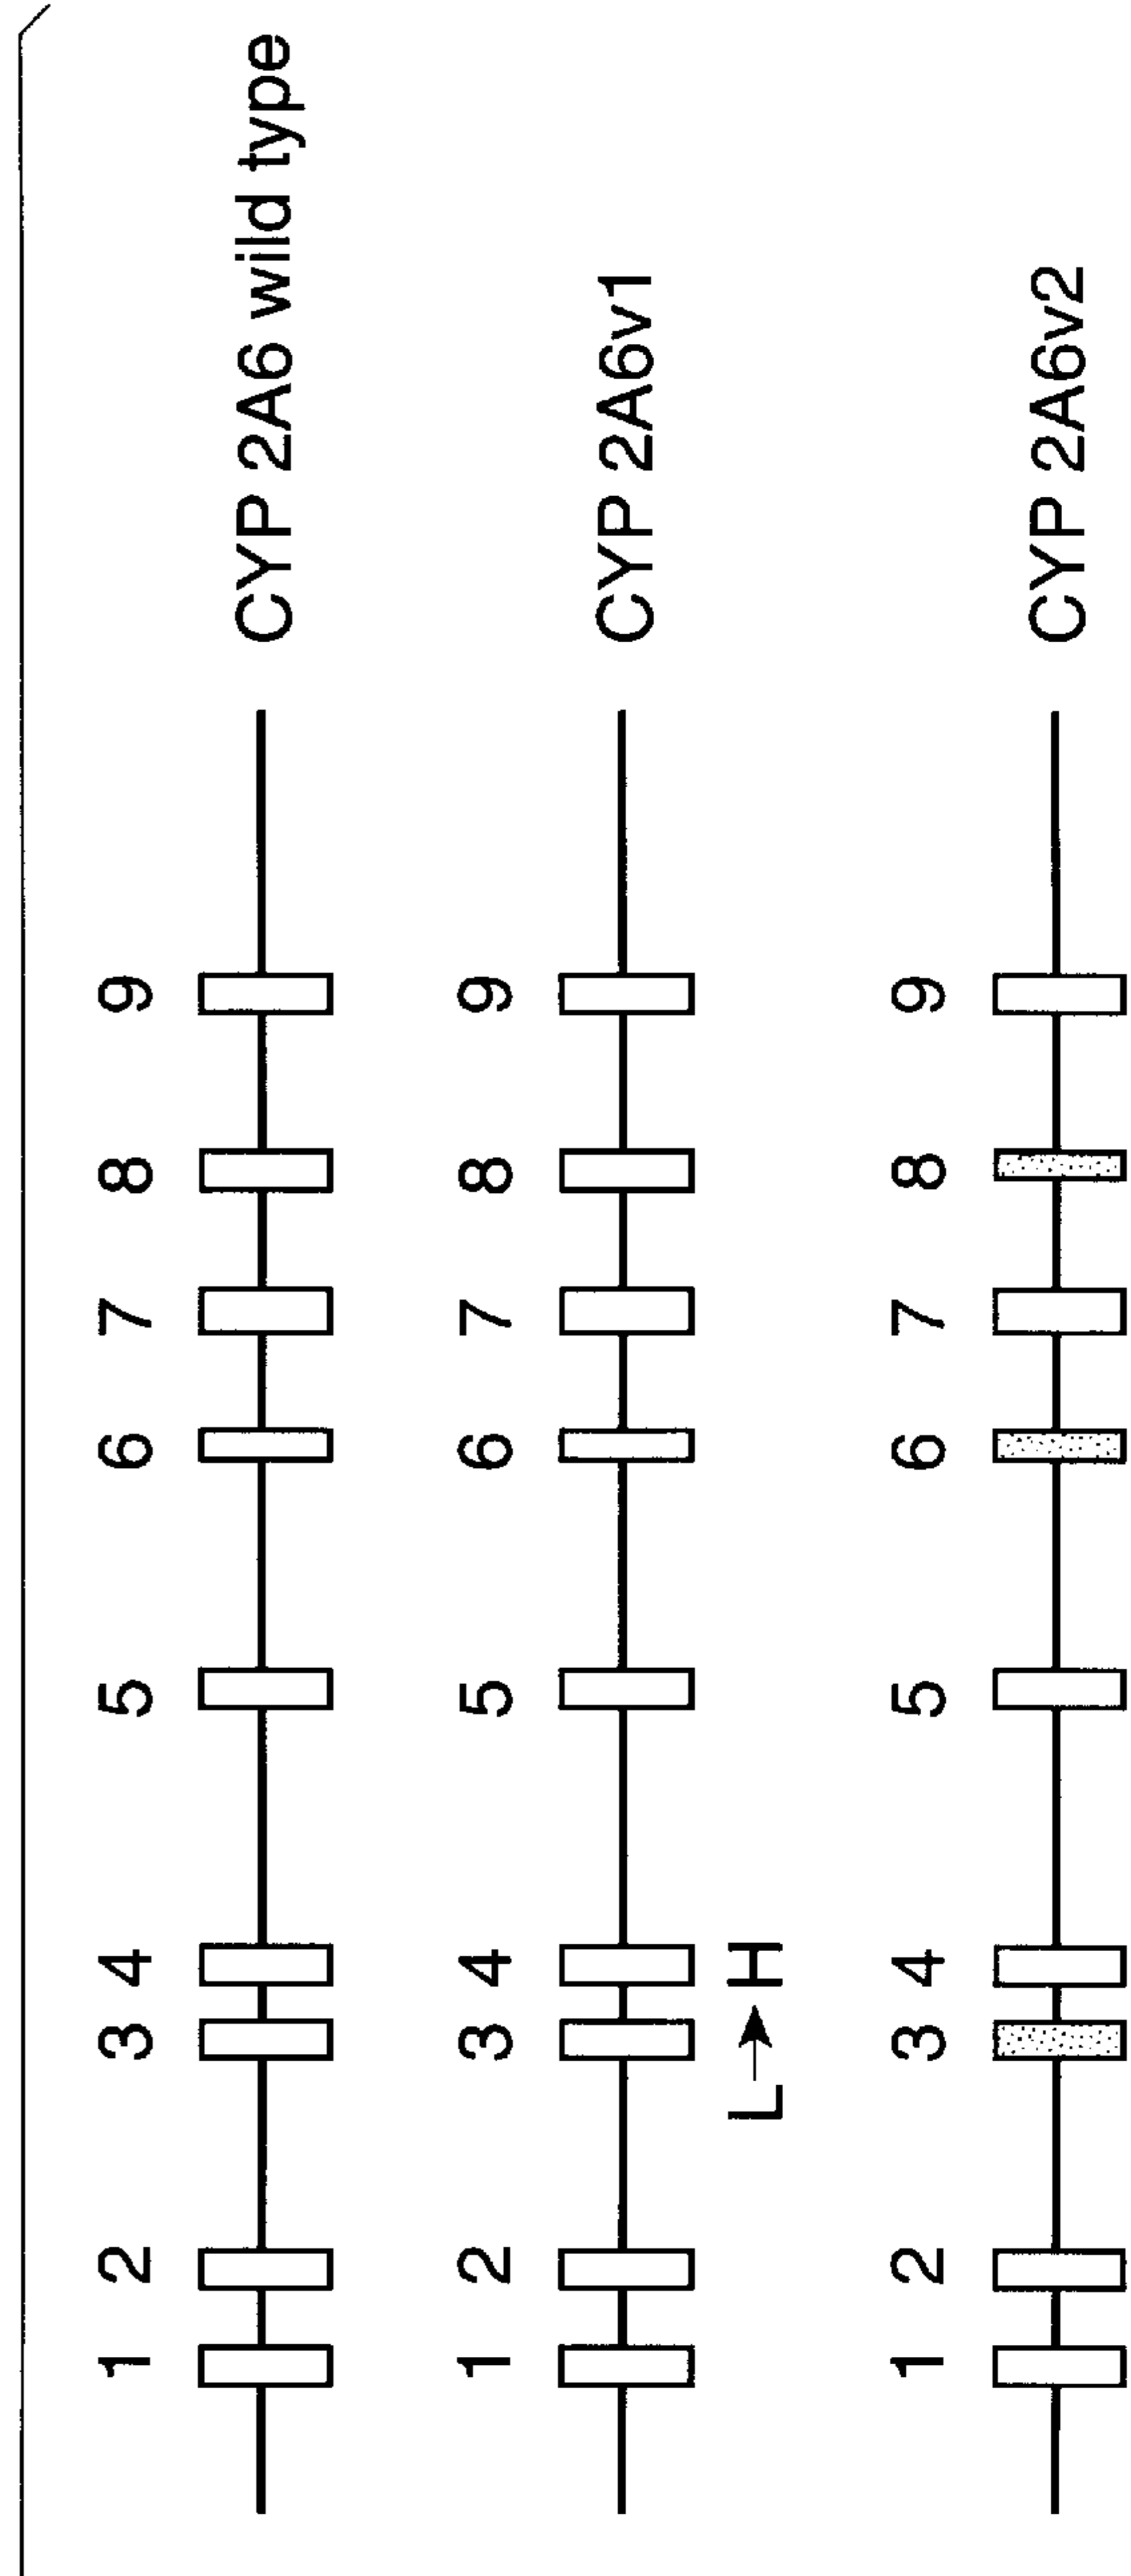 1 2 3 4 5 6 7 8 9 CYP 2A6 wild type
1 2 3 4 5 6 7 8 9 CYP 2A6v1
L→H
1 2 3 4 5 6 7 8 9 CYP 2A6v2